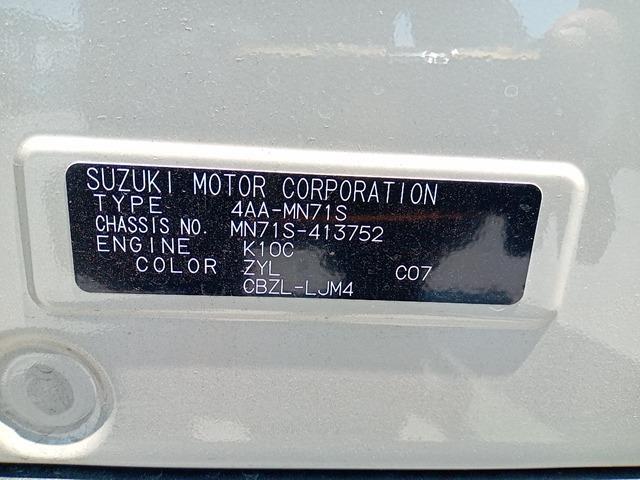 SUZUKI MOTOR CORPORATION
TYPE 4AA-MN71S
CHASSIS NO. MN71S-413752
ENGINE K10C
COLOR ZYL C07
CBZL-LJM4